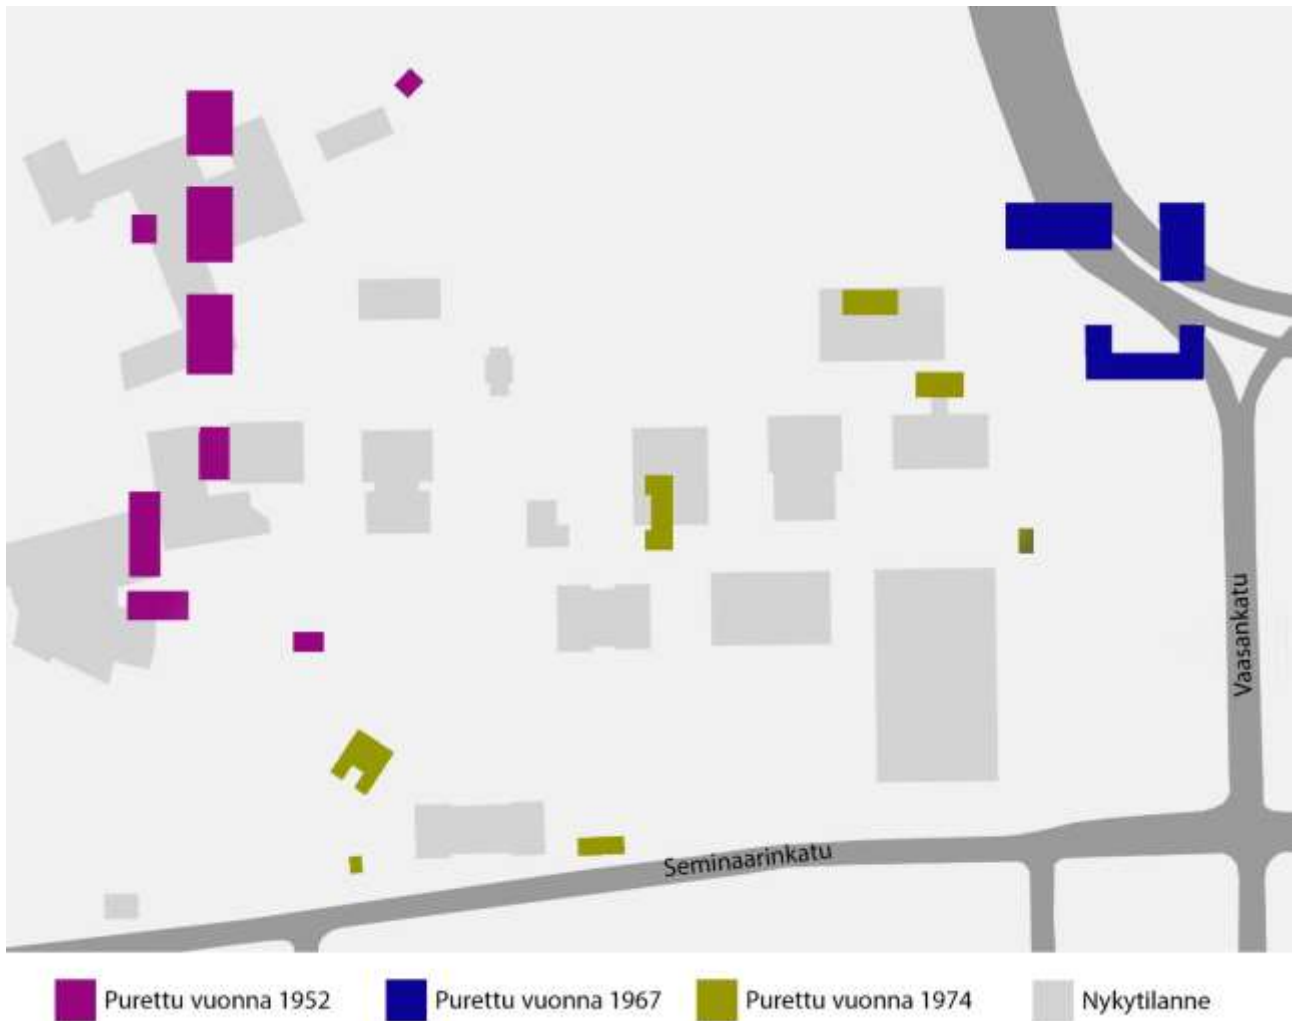 Vaasankatu
Seminaarinkatu
Purettu vuonna 1952
Purettu vuonna 1967
Purettu vuonna 1974
Nykytilanne